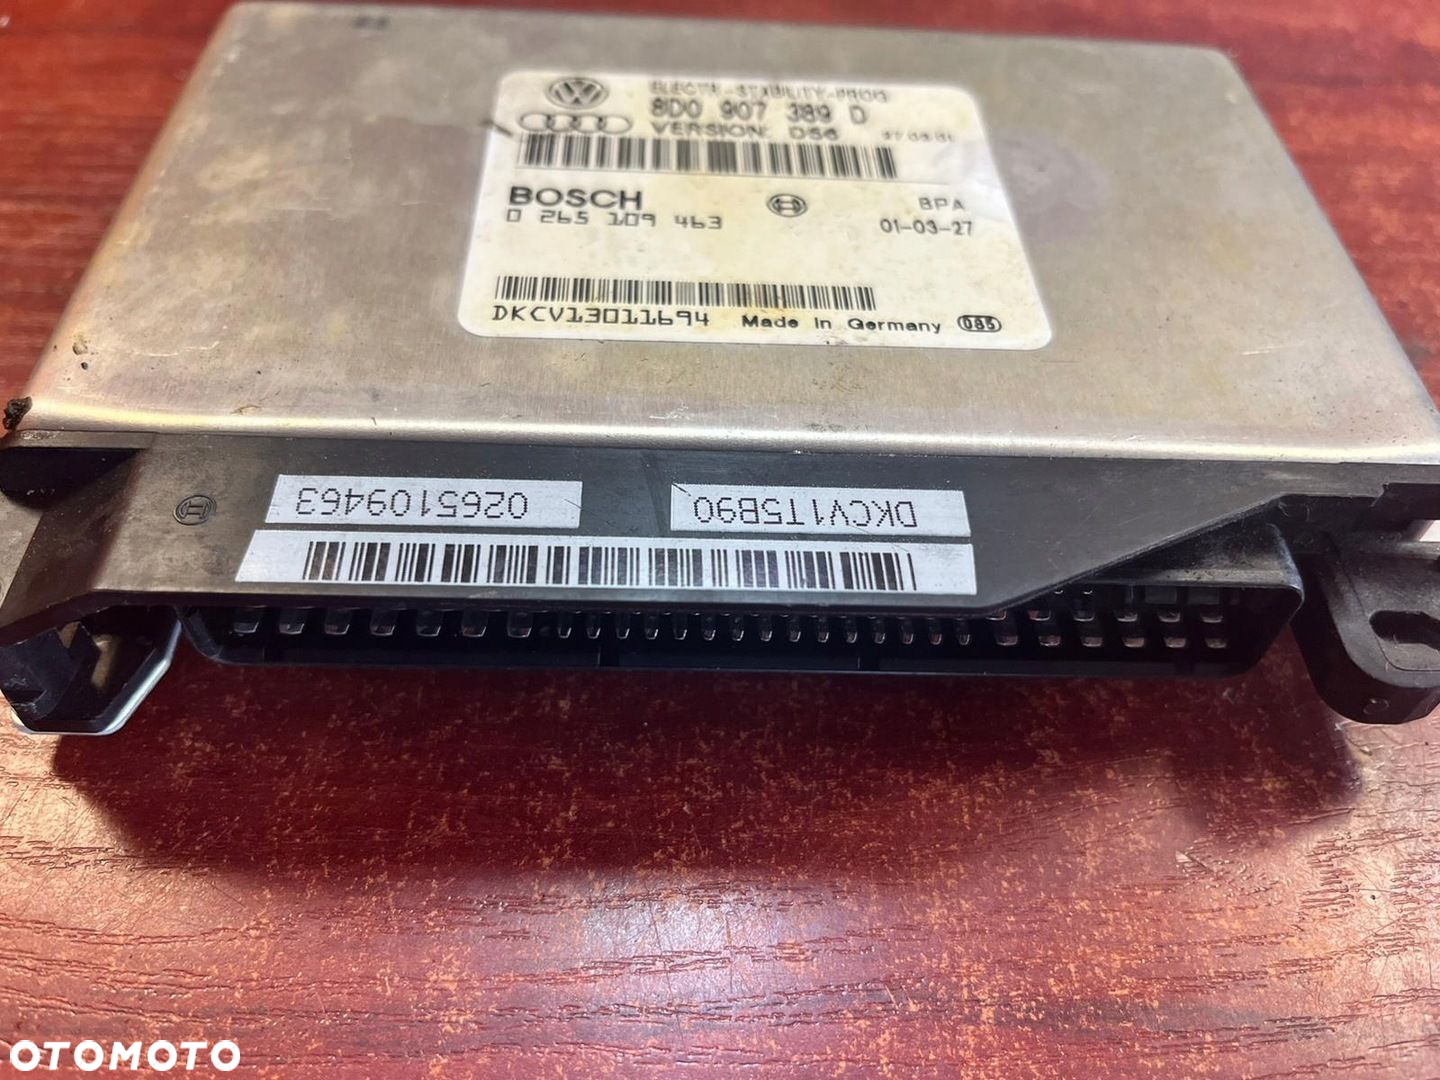 ELECTR.-STABILITY-PROG
8D0 907 389 D
VERSION: D56
BOSCH
BPA
0 265 109 463
01-03-27
DKCV13011694 Made in Germany 085
0265109463
DKCV1T5B90
OTOMOTO